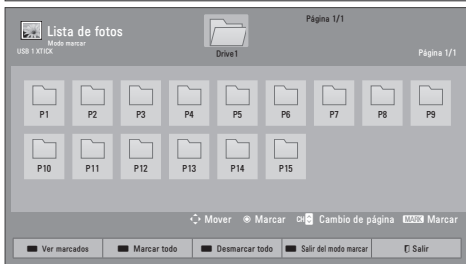 Lista de fotos
Página 1/1
Modo marcar
USB 1 XTICK
Drive1
Página 1/1
P1 P2 P3 P4 P5 P6 P7 P8 P9
P10 P11 P12 P13 P14 P15
Mover Marcar CH Cambio de página MARK Marcar
Ver marcados Marcar todo Desmarcar todo Salir del modo marcar Salir